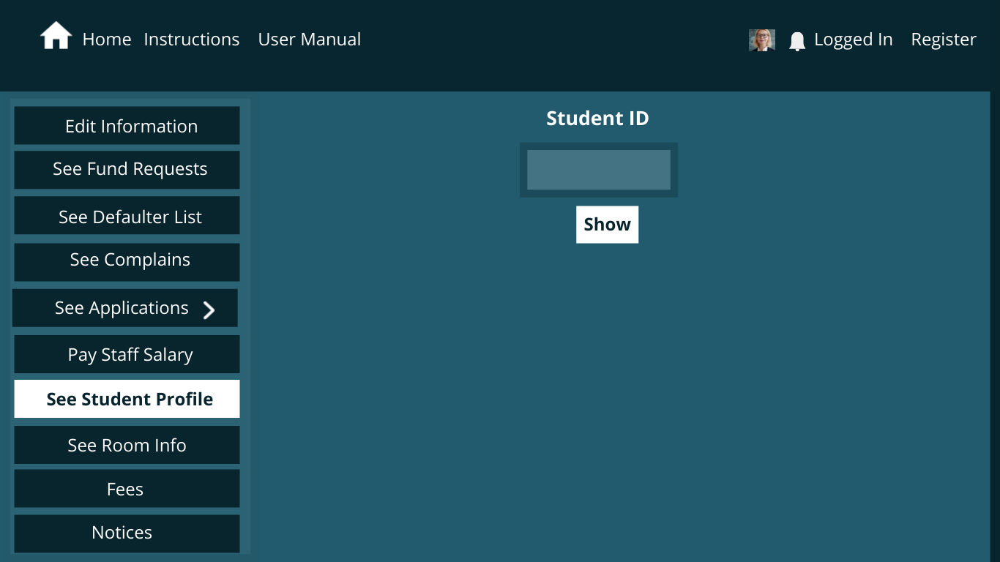 Home Instructions User Manual Logged In Register
Edit Information
See Fund Requests
See Defaulter List
See Complains
See Applications
Pay Staff Salary
See Student Profile
See Room Info
Fees
Notices
Student ID
Show